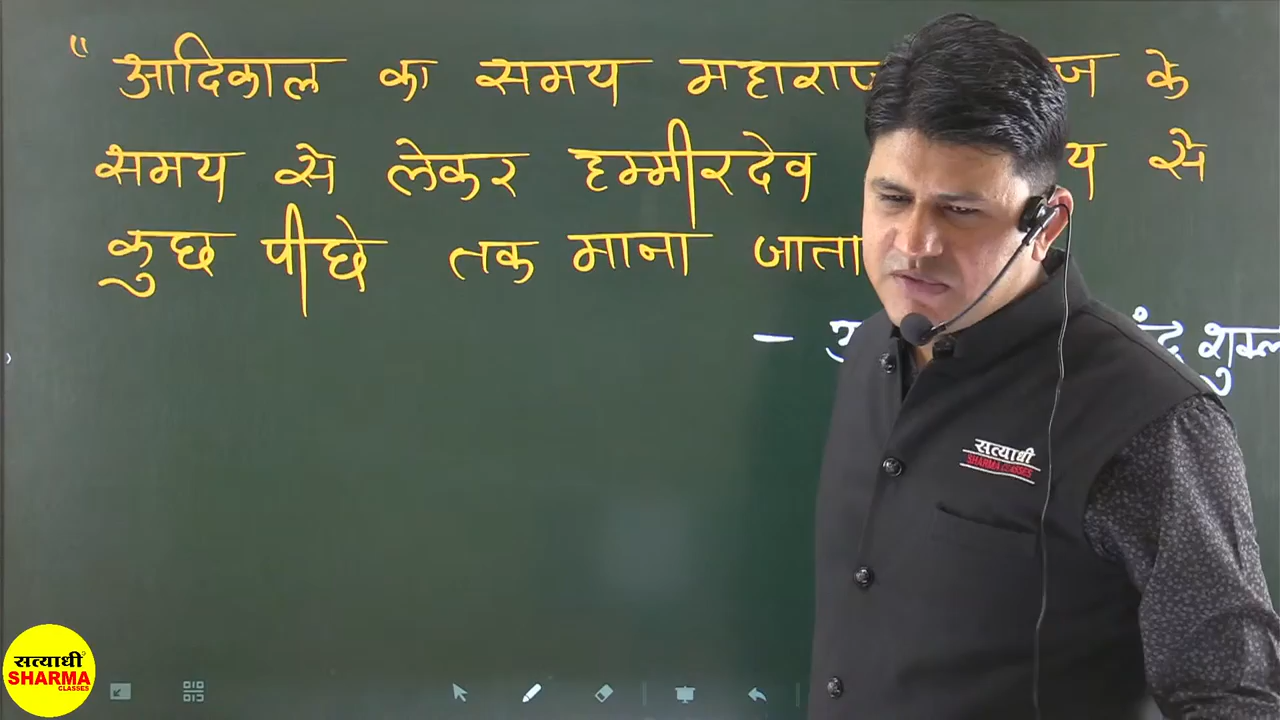 " आदिकाल का समय महाराज ज के
समय से लेकर हम्मीरदेव य से
कुछ पीछे तक माना जाता
– शुक्ल
सत्याधी
SHARMA CLASSES
सत्याधी
SHARMA
CLASSES